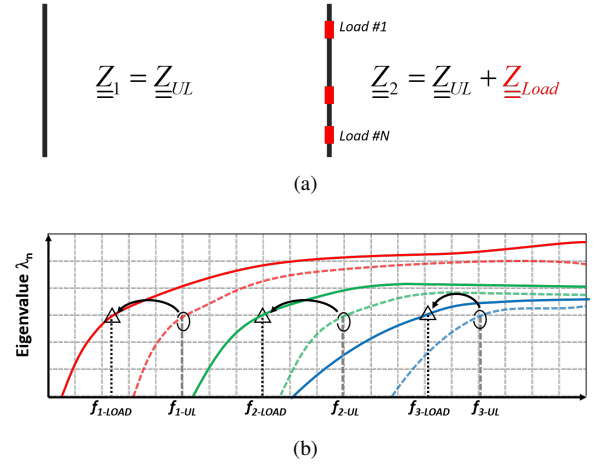 Load #1
Z1 = ZUL
Z2 = ZUL + ZLoad
Load #N
(a)
Eigenvalue λn
f1-LOAD f1-UL f2-LOAD f2-UL f3-LOAD f3-UL
(b)